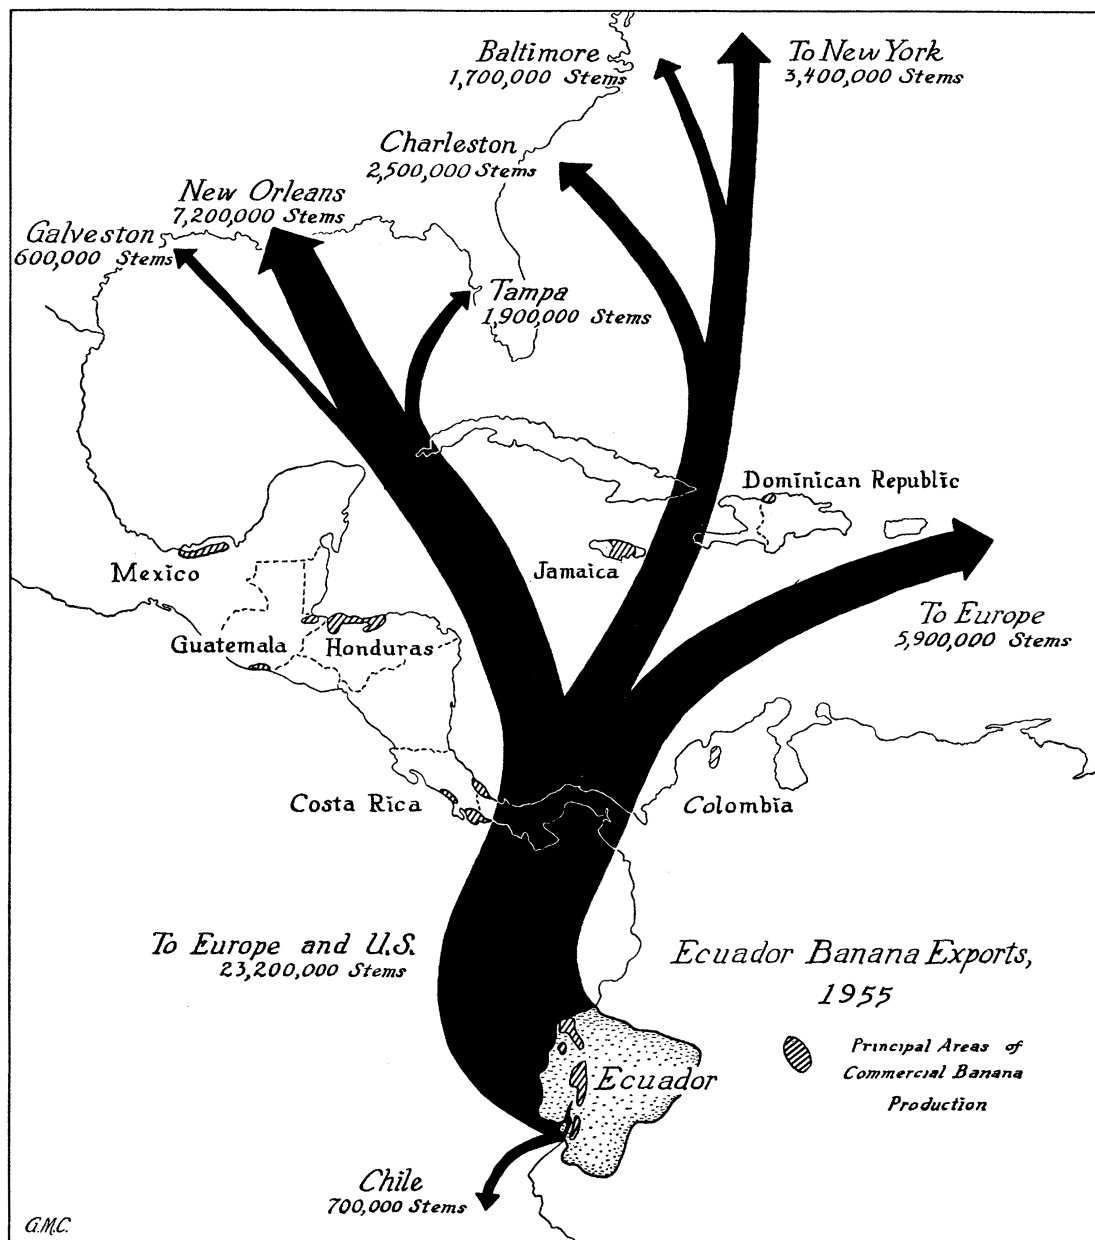 Baltimore
1,700,000 Stems
To New York
3,400,000 Stems
Charleston
2,500,000 Stems
New Orleans
7,200,000 Stems
Galveston
600,000 Stems
Tampa
1,900,000 Stems
Dominican Republic
Mexico
Jamaica
To Europe
5,900,000 Stems
Guatemala
Honduras
Costa Rica
Colombia
To Europe and U.S.
23,200,000 Stems
Ecuador Banana Exports,
1955
Principal Areas of
Commercial Banana
Production
Ecuador
Chile
700,000 Stems
G.M.C.